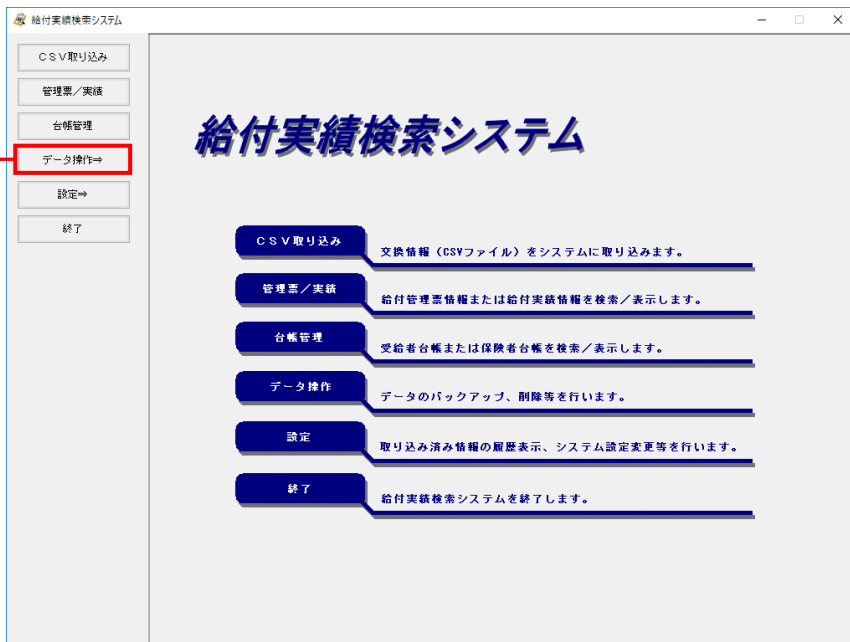 給付実績検索システム
CSV取り込み
管理票／実績
台帳管理
データ操作⇒
設定⇒
終了
給付実績検索システム
CSV取り込み
交換情報（CSVファイル）をシステムに取り込みます。
管理票／実績
給付管理票情報または給付実績情報を検索／表示します。
台帳管理
受給者台帳または保険者台帳を検索／表示します。
データ操作
データのバックアップ、削除等を行います。
設定
取り込み済み情報の履歴表示、システム設定変更等を行います。
終了
給付実績検索システムを終了します。